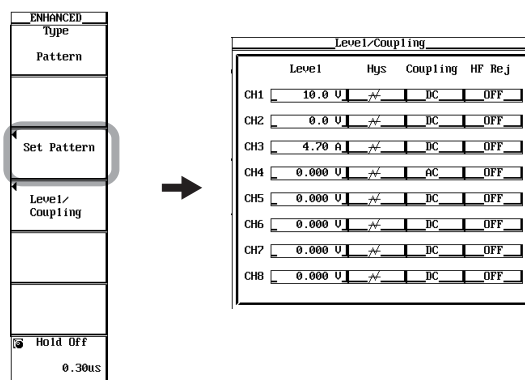 ENHANCED
Type
Pattern
Set Pattern
Level/
Coupling
Hold Off
0.30us
Level/Coupling
Level Hys Coupling HF Rej
CH1 10.0 V DC OFF
CH2 0.0 V DC OFF
CH3 4.70 A DC OFF
CH4 0.000 V AC OFF
CH5 0.000 V DC OFF
CH6 0.000 V DC OFF
CH7 0.000 V DC OFF
CH8 0.000 V DC OFF